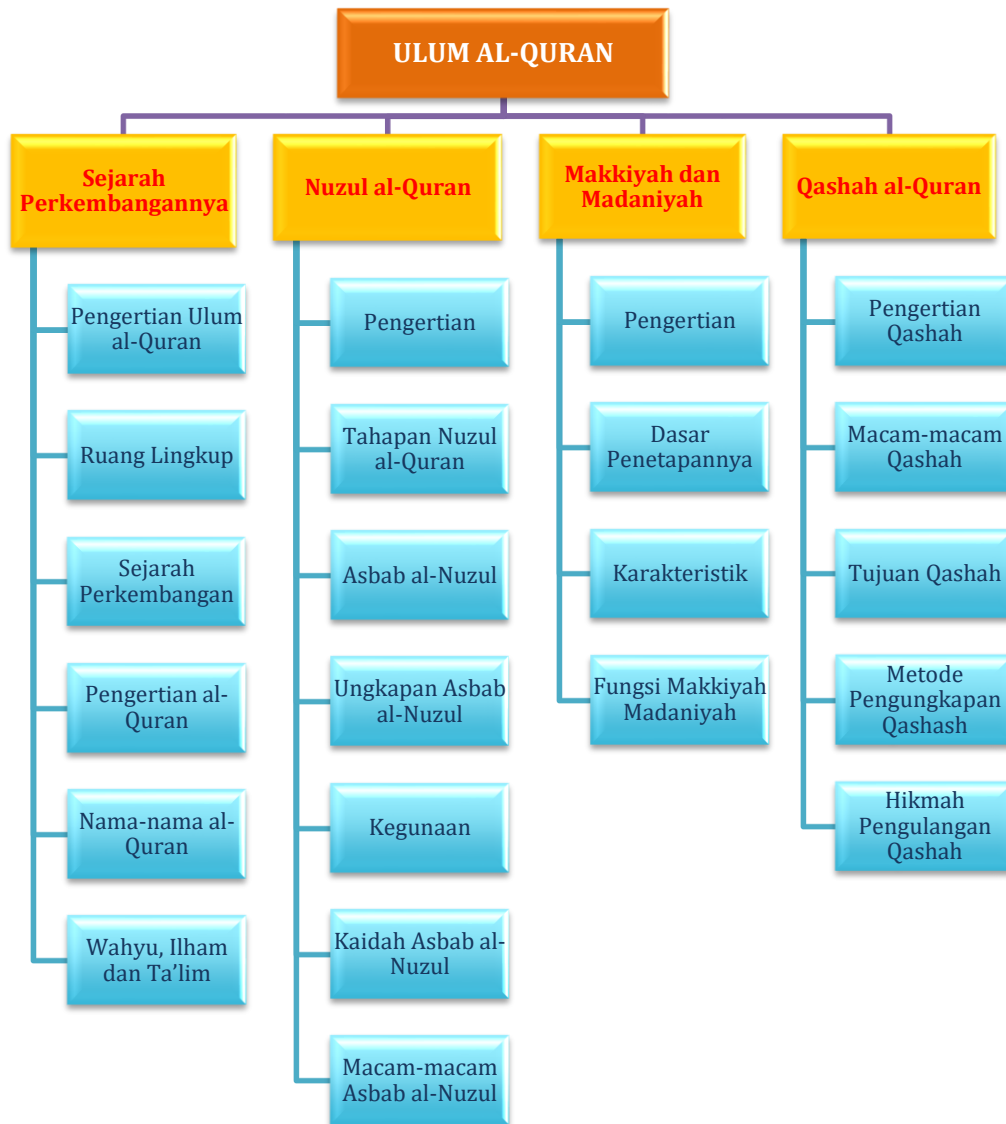 ULUM AL-QURAN
Sejarah
Perkembangannya
Pengertian Ulum
al-Quran
Ruang Lingkup
Sejarah
Perkembangan
Pengertian al-
Quran
Nama-nama al-
Quran
Wahyu, Ilham
dan Ta’lim
Nuzul al-Quran
Pengertian
Tahapan Nuzul
al-Quran
Asbab al-Nuzul
Ungkapan Asbab
al-Nuzul
Kegunaan
Kaidah Asbab al-
Nuzul
Macam-macam
Asbab al-Nuzul
Makkiyah dan
Madaniyah
Pengertian
Dasar
Penetapannya
Karakteristik
Fungsi Makkiyah
Madaniyah
Qashah al-Quran
Pengertian
Qashah
Macam-macam
Qashah
Tujuan Qashah
Metode
Pengungkapan
Qashash
Hikmah
Pengulangan
Qashah